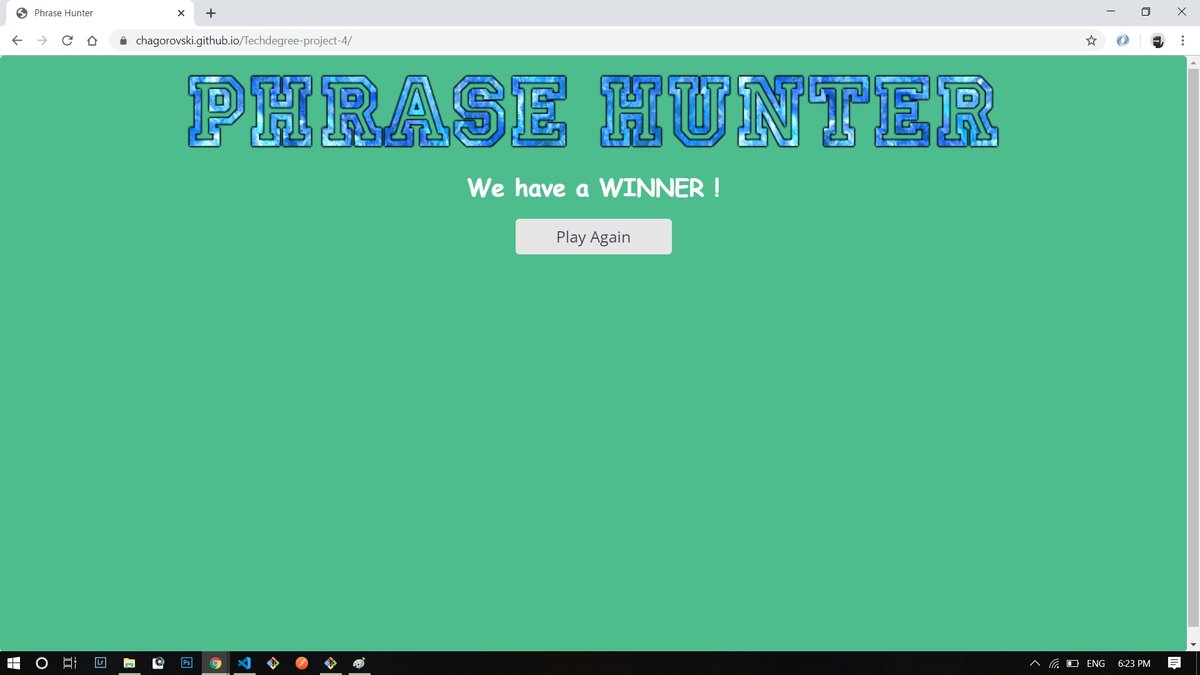 Phrase Hunter
chagorovski.github.io/Techdegree-project-4/
PHRASE HUNTER
We have a WINNER !
Play Again
Lr
Ps
ENG
6:23 PM